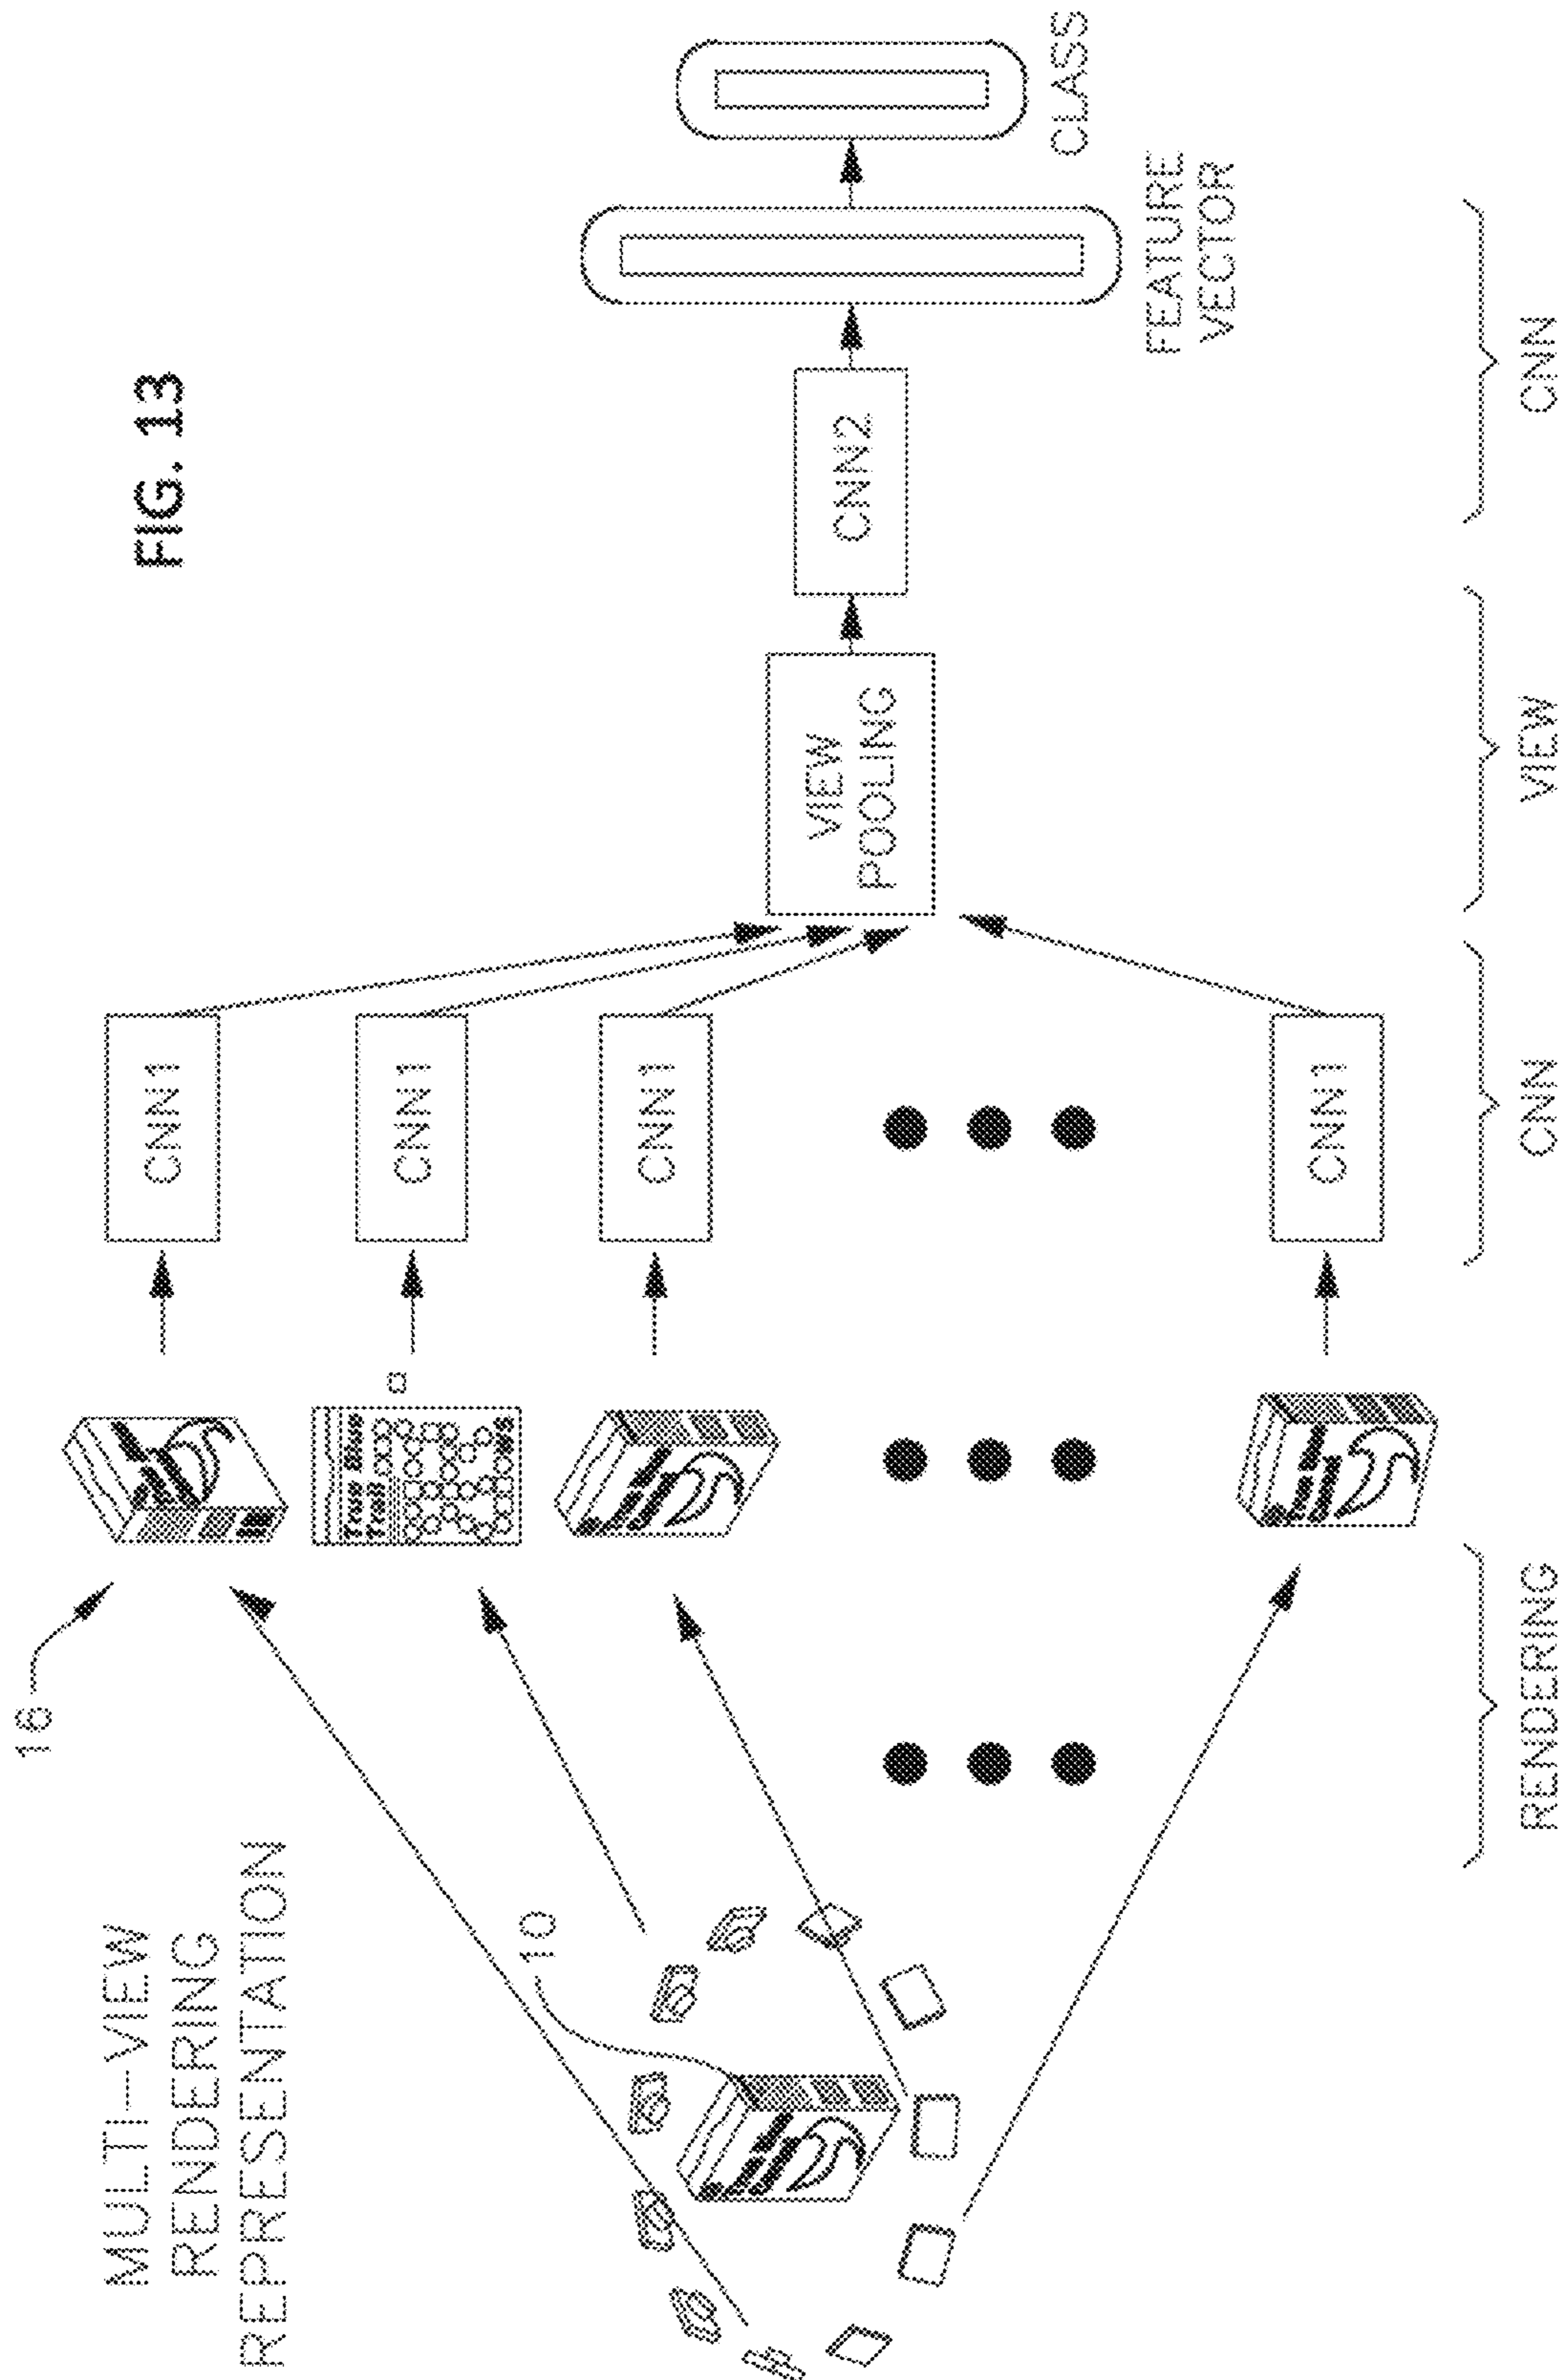 FIG. 13
MULTI-VIEW
RENDERING
REPRESENTATION
16
10
Trail
CNN1
CNN1
CNN1
CNN1
VIEW
POOLING
CNN2
FEATURE
VECTOR
CLASS
RENDERING
CNN
VIEW
CNN